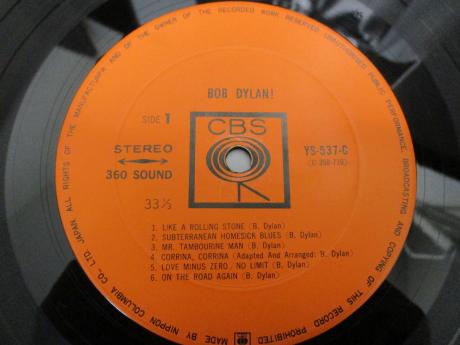 BOB DYLAN!
SIDE 1
CBS
STEREO
360 SOUND
33⅓
YS-537-C
1. LIKE A ROLLING STONE (B. Dylan)
2. SUBTERRANEAN HOMESICK BLUES (B. Dylan)
3. MR. TAMBOURINE MAN (B. Dylan)
4. CORRINA, CORRINA (Adapted And Arranged: B. Dylan)
5. LOVE MINUS ZERO / NO LIMIT (B. Dylan)
6. ON THE ROAD AGAIN (B. Dylan)
MADE BY NIPPON COLUMBIA CO. LTD. JAPAN ALL RIGHTS OF THE MANUFACTURER AND OF THE OWNER OF THE RECORDED WORK RESERVED UNAUTHORISED PUBLIC PERFORMANCE, BROADCASTING AND COPYING OF THIS RECORD PROHIBITED